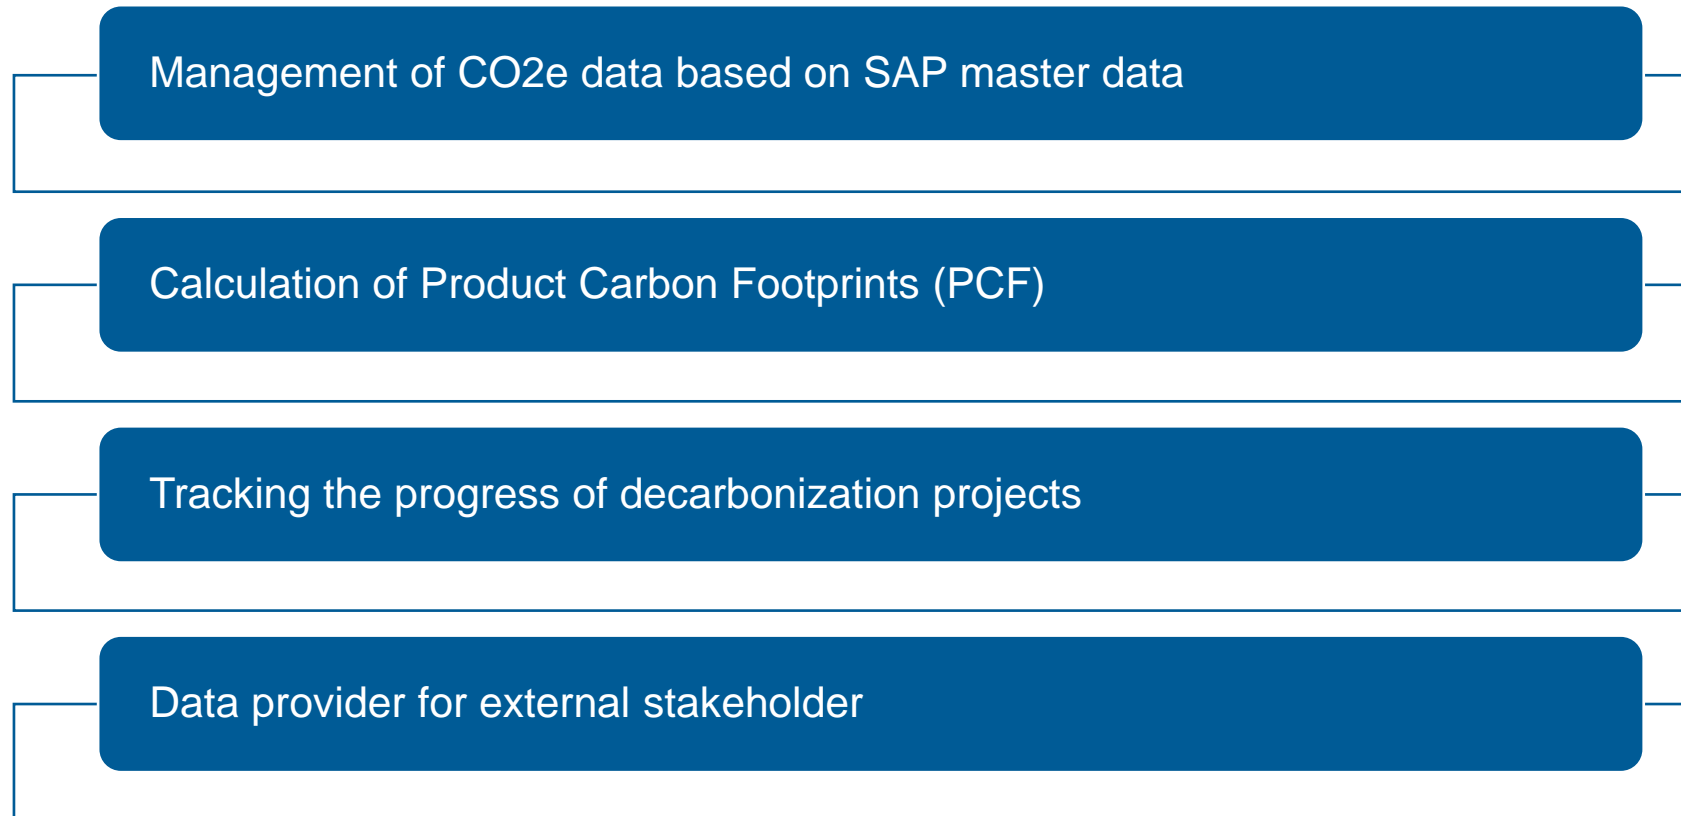 Management of CO2e data based on SAP master data
Calculation of Product Carbon Footprints (PCF)
Tracking the progress of decarbonization projects
Data provider for external stakeholder